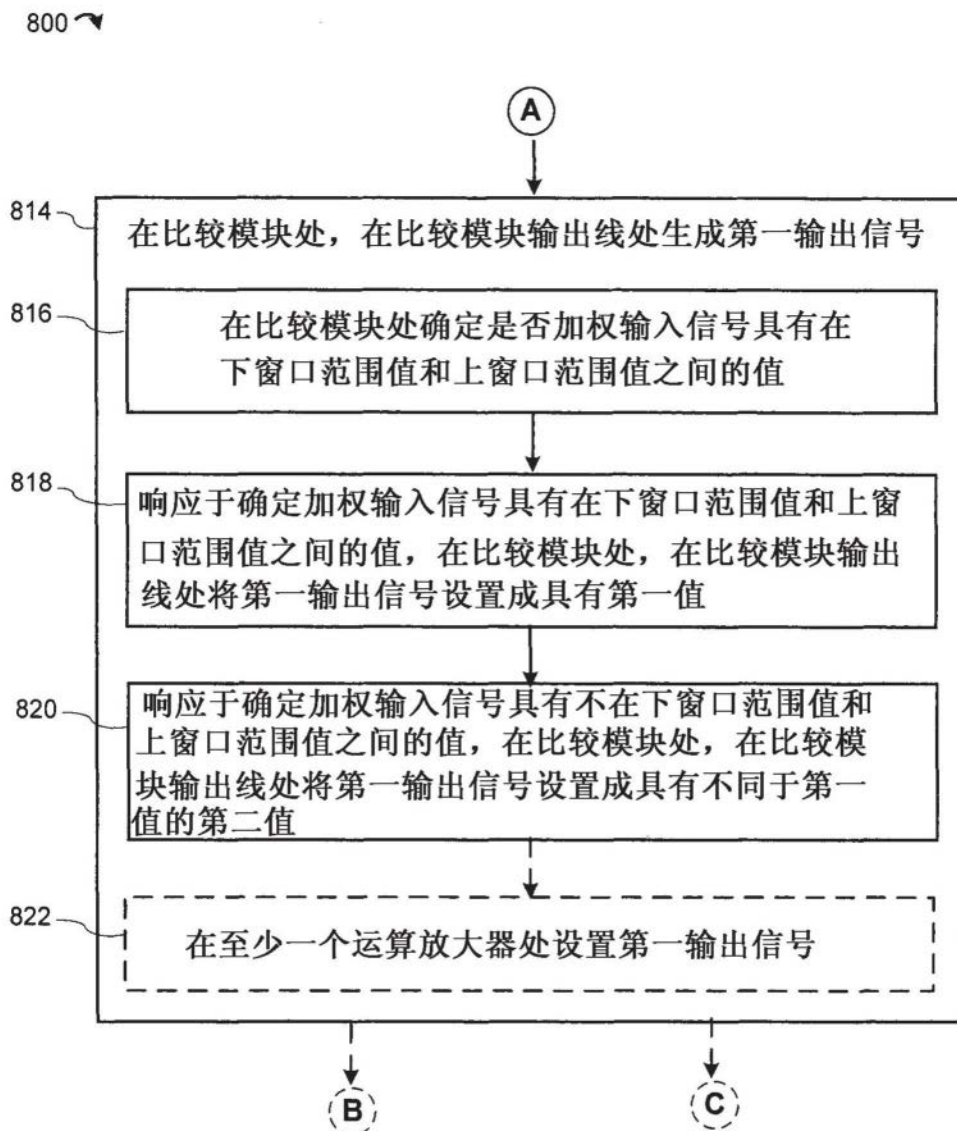 800
A
814
在比较模块处，在比较模块输出线处生成第一输出信号
816
在比较模块处确定是否加权输入信号具有在
下窗口范围值和上窗口范围值之间的值
818
响应于确定加权输入信号具有在下窗口范围值和上窗
口范围值之间的值，在比较模块处，在比较模块输出
线处将第一输出信号设置成具有第一值
820
响应于确定加权输入信号具有不在下窗口范围值和
上窗口范围值之间的值，在比较模块处，在比较模
块输出线处将第一输出信号设置成具有不同于第一
值的第二值
822
在至少一个运算放大器处设置第一输出信号
B
C